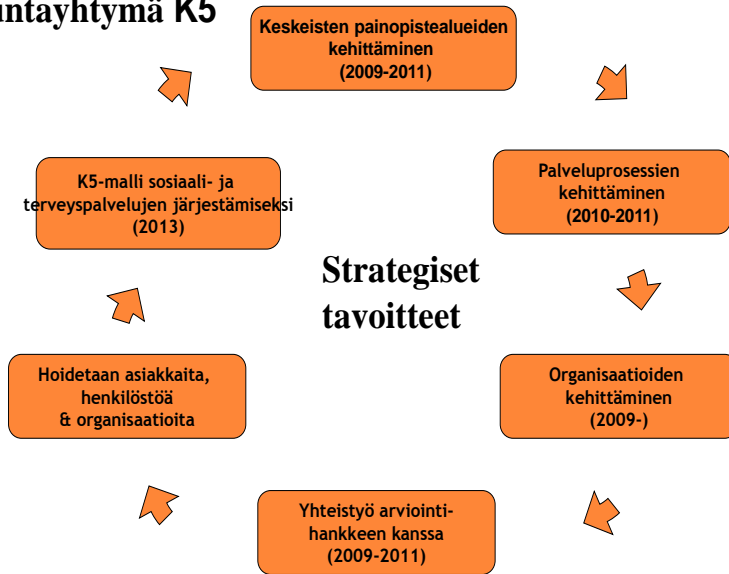 untayhtymä K5
Keskeisten painopistealueiden
kehittäminen
(2009-2011)
Palveluprosessien
kehittäminen
(2010-2011)
K5-malli sosiaali- ja
terveyspalvelujen järjestämiseksi
(2013)
Strategiset
tavoitteet
Hoidetaan asiakkaita,
henkilöstöä
& organisaatioita
Organisaatioiden
kehittäminen
(2009-)
Yhteistyö arviointi-
hankkeen kanssa
(2009-2011)